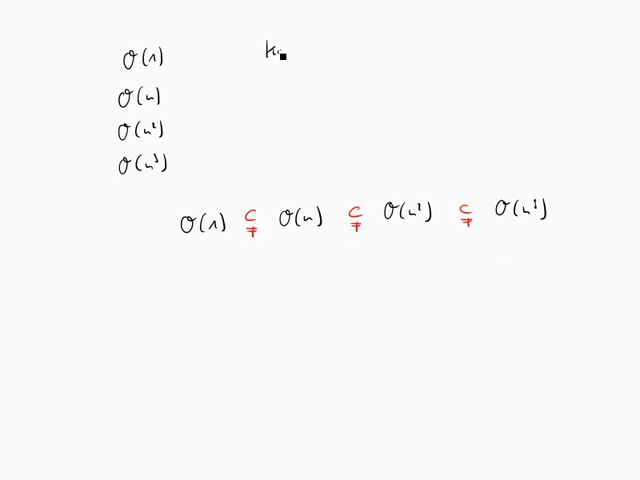 O(1)
O(n)
O(n²)
O(n³)
O(1) ⊊ O(n) ⊊ O(n²) ⊊ O(n³)